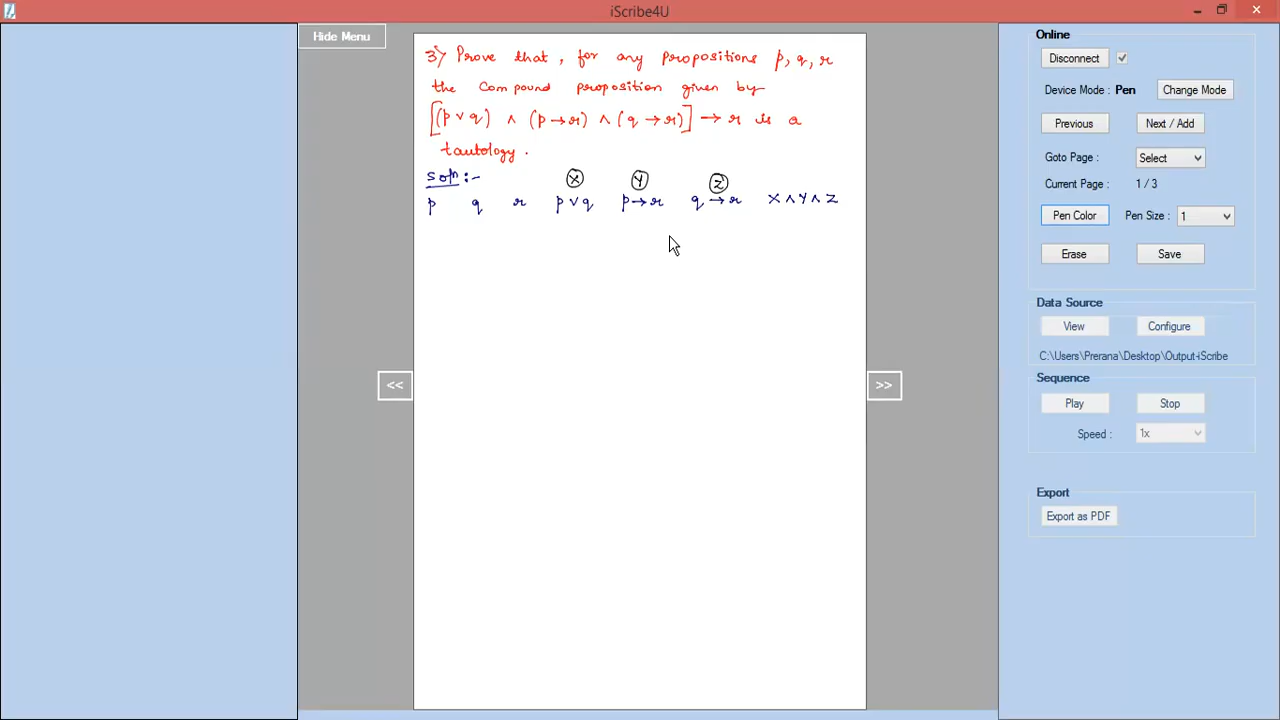 iScribe4U
Hide Menu
3) Prove that, for any propositions p, q, r
the compound proposition given by
[(p ∨ q) ∧ (p → r) ∧ (q → r)] → r is a
tautology.
Soln :-
X Y Z
p q r p ∨ q p → r q → r X ∧ Y ∧ Z
<<
>>
Online
Disconnect
Device Mode : Pen Change Mode
Previous Next / Add
Goto Page : Select
Current Page : 1 / 3
Pen Color Pen Size : 1
Erase Save
Data Source
View Configure
C:\Users\Prerana\Desktop\Output-iScribe
Sequence
Play Stop
Speed : 1x
Export
Export as PDF